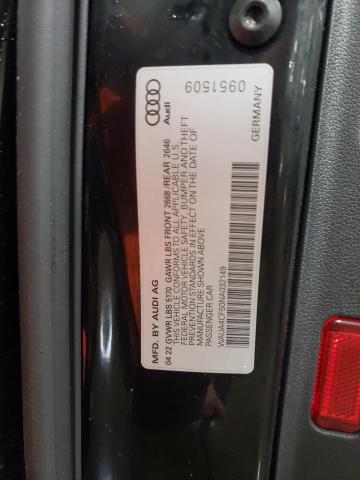 Audi
0951509
MFD. BY AUDI AG
GERMANY
04 22 GVWR LBS 5170 GAWR LBS FRONT 2668 /REAR 2646
THIS VEHICLE CONFORMS TO ALL APPLICABLE U.S.
FEDERAL MOTOR VEHICLE SAFETY, BUMPER AND THEFT
PREVENTION STANDARDS IN EFFECT ON THE DATE OF
MANUFACTURE SHOWN ABOVE
PASSENGER CAR
WAUA4CF50NA032149